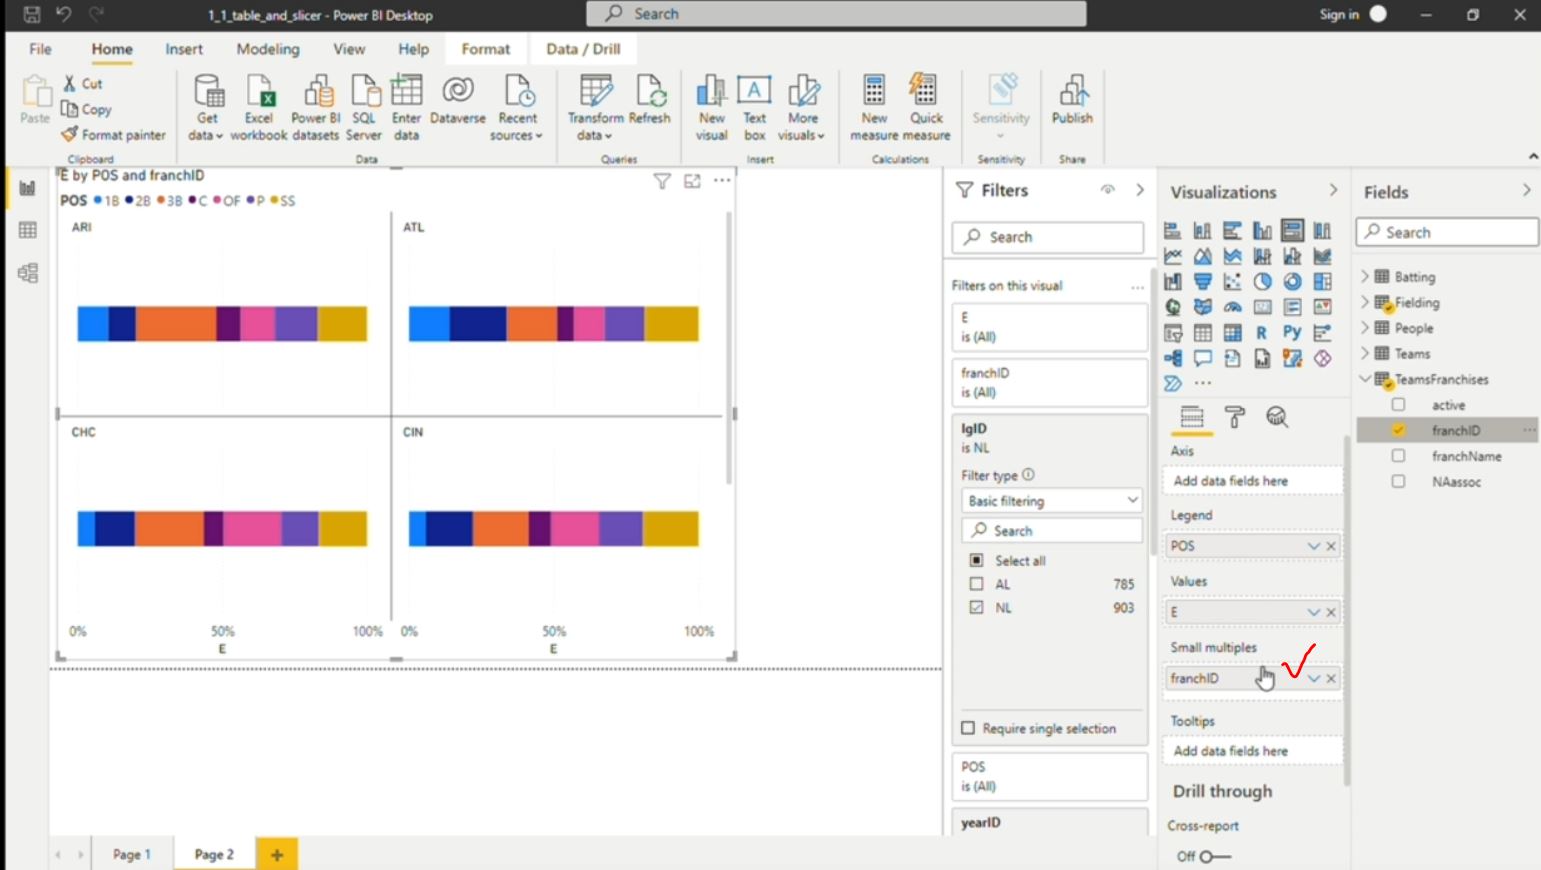 1_1_table_and_slicer - Power BI Desktop
Search
Sign in
File Home Insert Modeling View Help Format Data / Drill
Paste
Cut
Copy
Format painter
Clipboard
Get data
Excel workbook
Power BI datasets
SQL Server
Enter data
Dataverse
Recent sources
Data
Transform data
Refresh
Queries
New visual
Text box
More visuals
Insert
New measure
Quick measure
Calculations
Sensitivity
Sensitivity
Publish
Share
E by POS and franchID
POS 1B 2B 3B C OF P SS
ARI
ATL
CHC
CIN
0% 50% 100% 0% 50% 100%
E E
Filters
Search
Filters on this visual
E
is (All)
franchID
is (All)
lgID
is NL
Filter type
Basic filtering
Search
Select all
AL 785
NL 903
Require single selection
POS
is (All)
yearID
Visualizations
R Py
Axis
Add data fields here
Legend
POS
Values
E
Small multiples
franchID
Tooltips
Add data fields here
Drill through
Cross-report
Off
Fields
Search
Batting
Fielding
People
Teams
TeamsFranchises
active
franchID
franchName
NAassoc
Page 1
Page 2